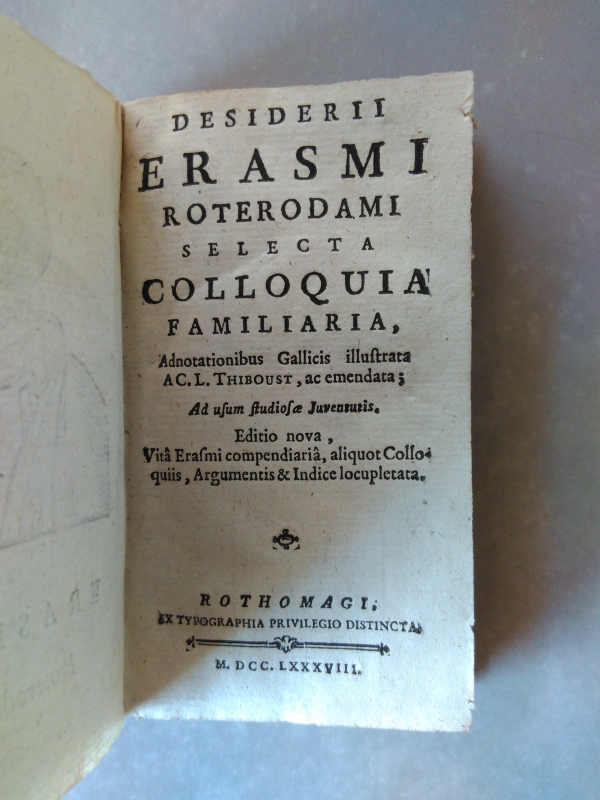 DESIDERII
ERASMI
ROTERODAMI
SELECTA
COLLOQUIA
FAMILIARIA,
Adnotationibus Gallicis illuſtrata
A C. L. THIBOUST, ac emendata;
Ad uſum ſtudioſæ Juventutis.
Editio nova,
Vitâ Eraſmi compendiariâ, aliquot Collo-
quiis, Argumentis & Indice locupletata.
ROTHOMAGI,
EX TYPOGRAPHIA PRIVILEGIO DISTINCTA,
M. DCC. LXXXVIII.